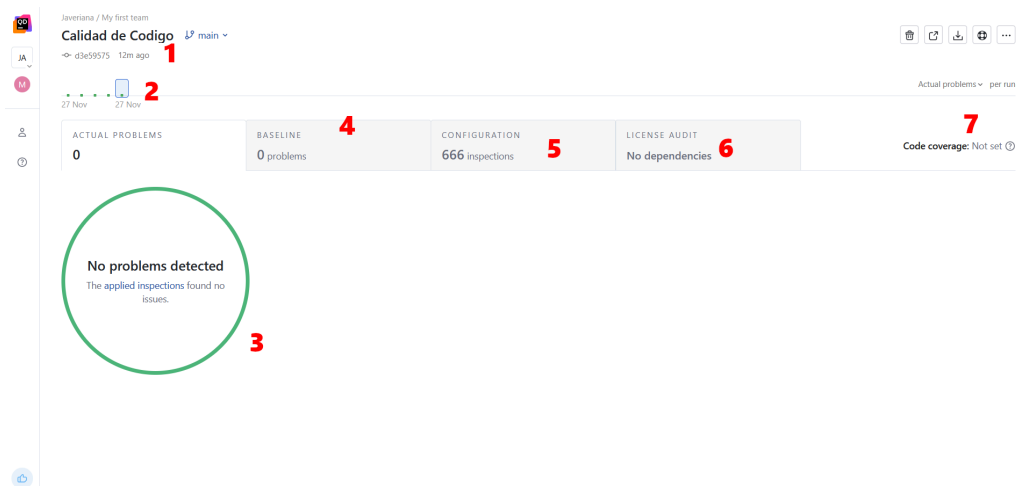 QD
JA
M
Javeriana / My first team
Calidad de Codigo main
d3e59575 12m ago 1
2
27 Nov 27 Nov
Actual problems per run
ACTUAL PROBLEMS
0
BASELINE 4
0 problems
CONFIGURATION
666 inspections 5
LICENSE AUDIT
No dependencies 6
7
Code coverage: Not set
No problems detected
The applied inspections found no
issues.
3